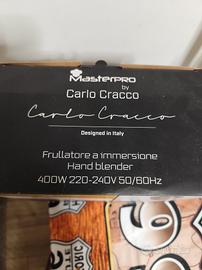 MasterPRO
by
Carlo Cracco
Carlo Cracco
Designed in Italy
Frullatore a immersione
Hand blender
400W 220-240V 50/60Hz